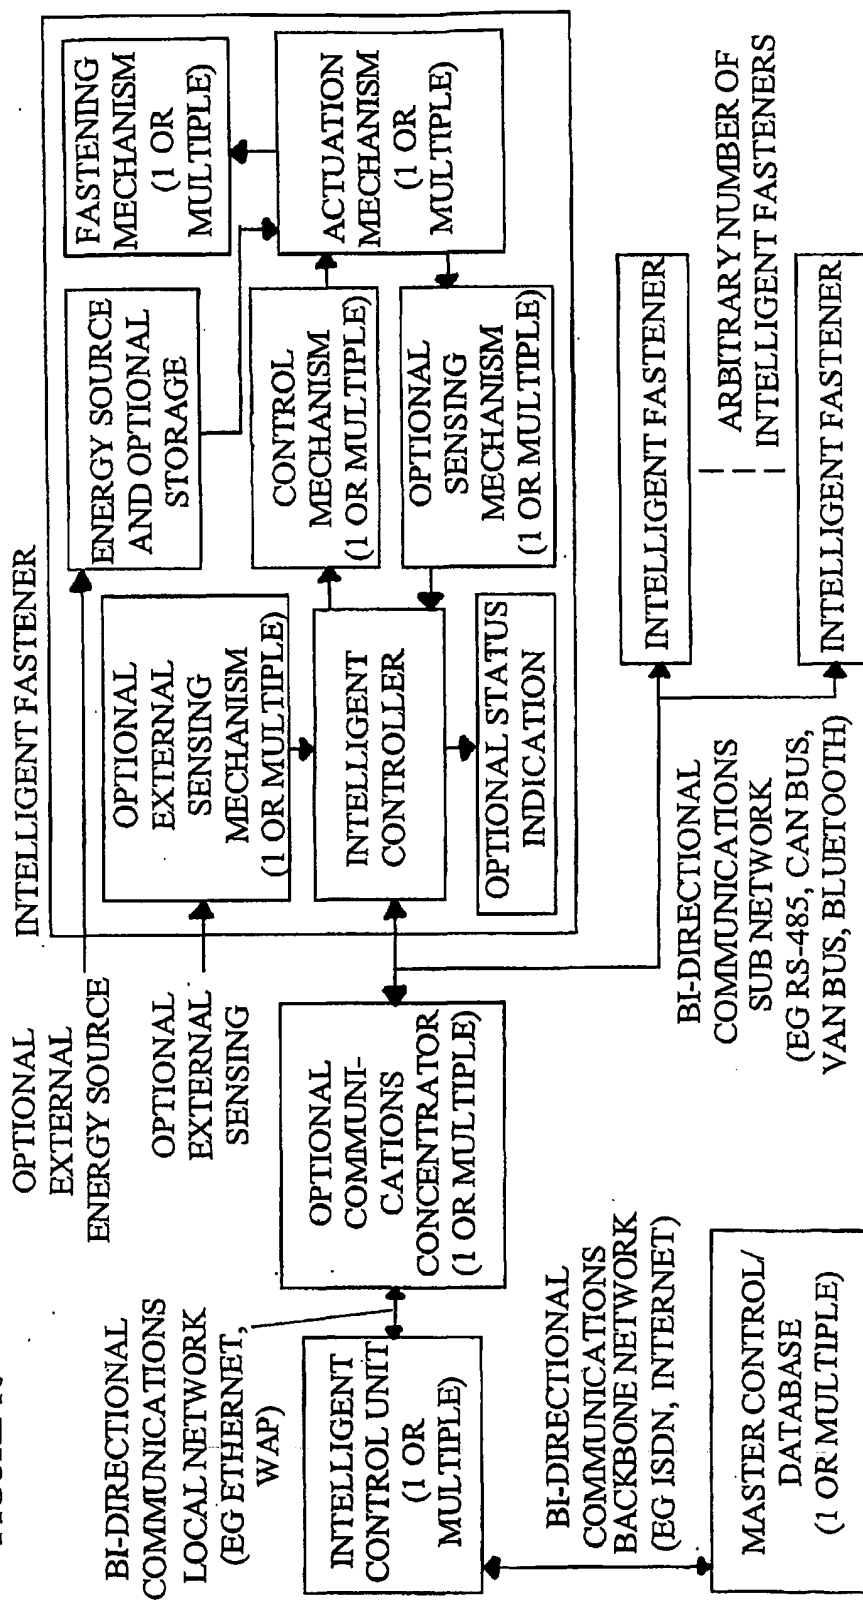 INTELLIGENT FASTENER
OPTIONAL
EXTERNAL
ENERGY SOURCE
OPTIONAL
EXTERNAL
SENSING
ENERGY SOURCE
AND OPTIONAL
STORAGE
FASTENING
MECHANISM
(1 OR
MULTIPLE)
OPTIONAL
EXTERNAL
SENSING
MECHANISM
(1 OR MULTIPLE)
CONTROL
MECHANISM
(1 OR MULTIPLE)
ACTUATION
MECHANISM
(1 OR
MULTIPLE)
INTELLIGENT
CONTROLLER
OPTIONAL
SENSING
MECHANISM
(1 OR MULTIPLE)
OPTIONAL STATUS
INDICATION
BI-DIRECTIONAL
COMMUNICATIONS
LOCAL NETWORK
(EG ETHERNET,
WAP)
INTELLIGENT
CONTROL UNIT
(1 OR
MULTIPLE)
OPTIONAL
COMMUNI-
CATIONS
CONCENTRATOR
(1 OR MULTIPLE)
BI-DIRECTIONAL
COMMUNICATIONS
BACKBONE NETWORK
(EG ISDN, INTERNET)
MASTER CONTROL/
DATABASE
(1 OR MULTIPLE)
BI-DIRECTIONAL
COMMUNICATIONS
SUB NETWORK
(EG RS-485, CAN BUS,
VAN BUS, BLUETOOTH)
INTELLIGENT FASTENER
ARBITRARY NUMBER OF
INTELLIGENT FASTENERS
INTELLIGENT FASTENER